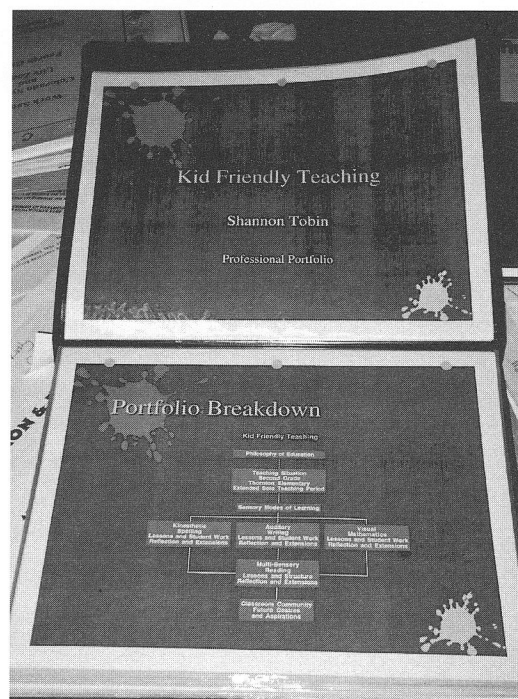 Kid Friendly Teaching
Shannon Tobin
Professional Portfolio
Portfolio Breakdown
Kid Friendly Teaching
Philosophy of Education
Teaching Situation
Second Grade
Thornton Elementary
Extended Solo Teaching Period
Sensory Modes of Learning
Kinesthetic
Spelling
Lessons and Student Work
Reflection and Extensions
Auditory
Writing
Lessons and Student Work
Reflection and Extensions
Visual
Mathematics
Lessons and Student Work
Reflection and Extensions
Multi-Sensory
Reading
Lessons and Structure
Reflection and Extensions
Classroom Community
Future Desires
and Aspirations
ON &